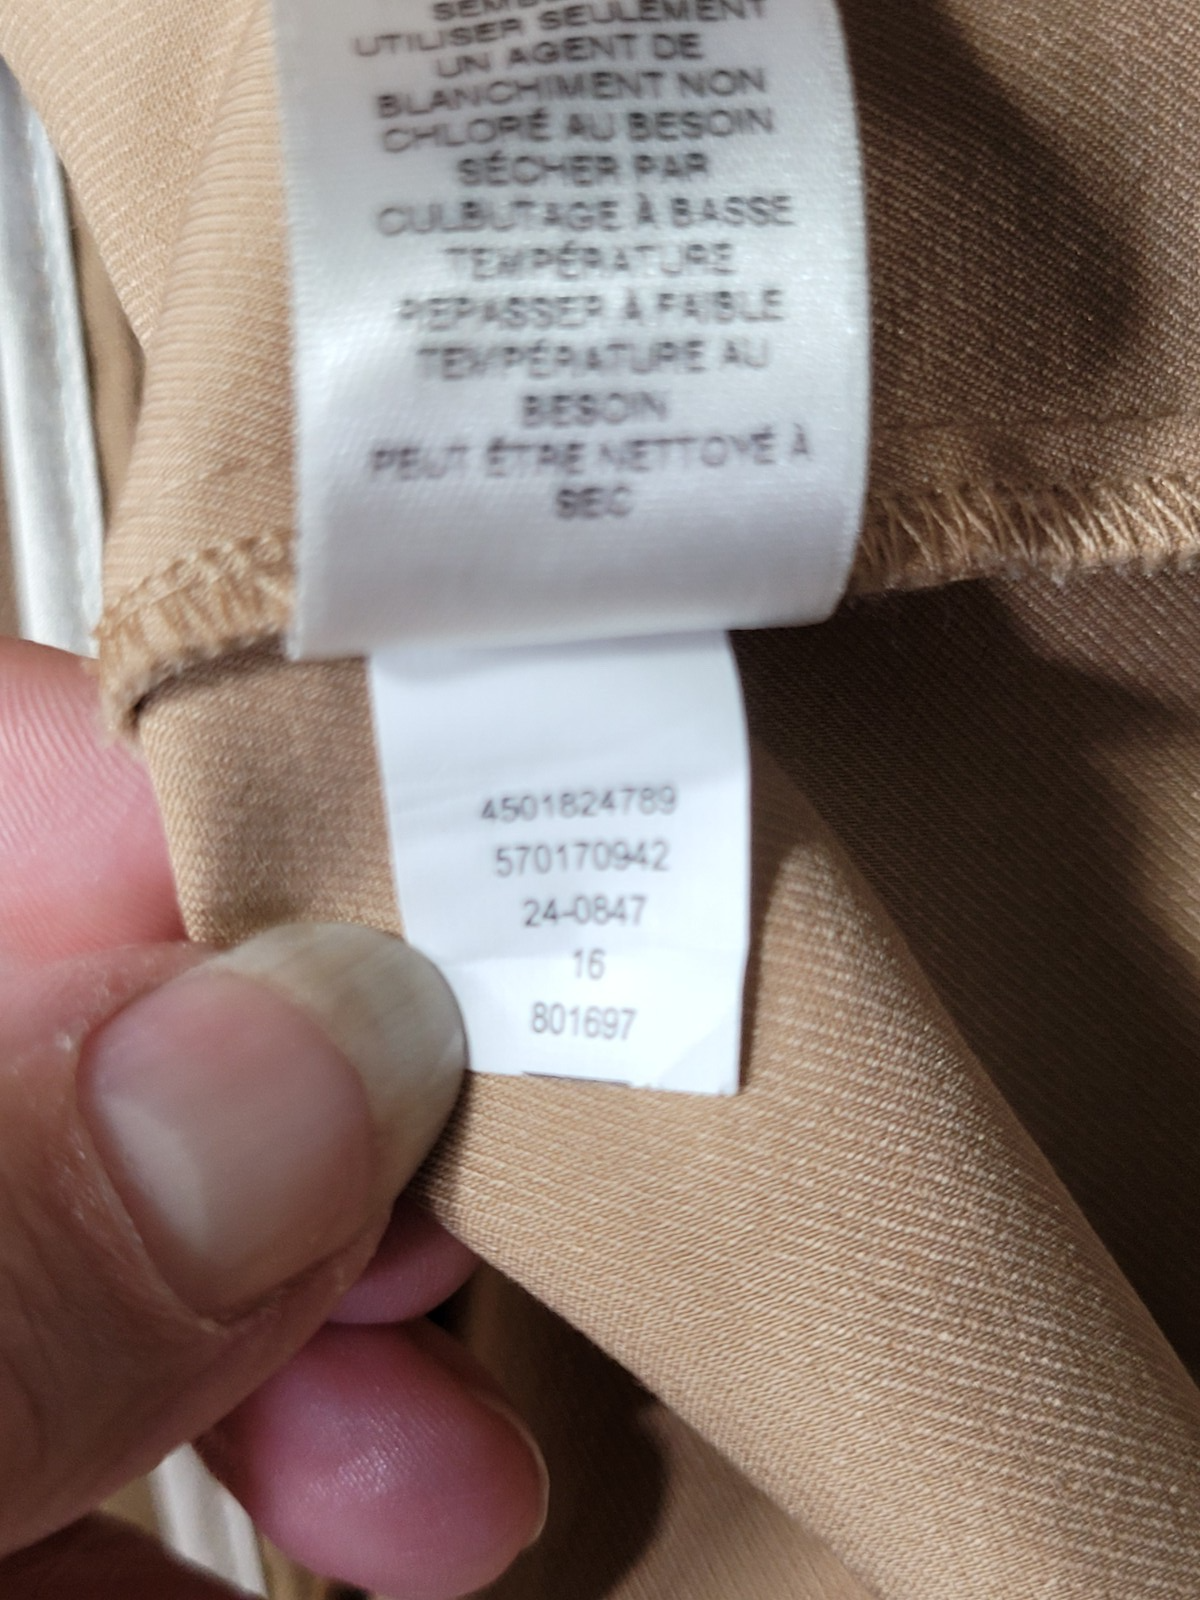 UTILISER SEULEMENT
UN AGENT DE
BLANCHIMENT NON
CHLORÉ AU BESOIN
SÉCHER PAR
CULBUTAGE À BASSE
TEMPÉRATURE
REPASSER À FAIBLE
TEMPÉRATURE AU
BESOIN
PEUT ÊTRE NETTOYÉ À
SEC
4501824789
570170942
24-0847
16
801697